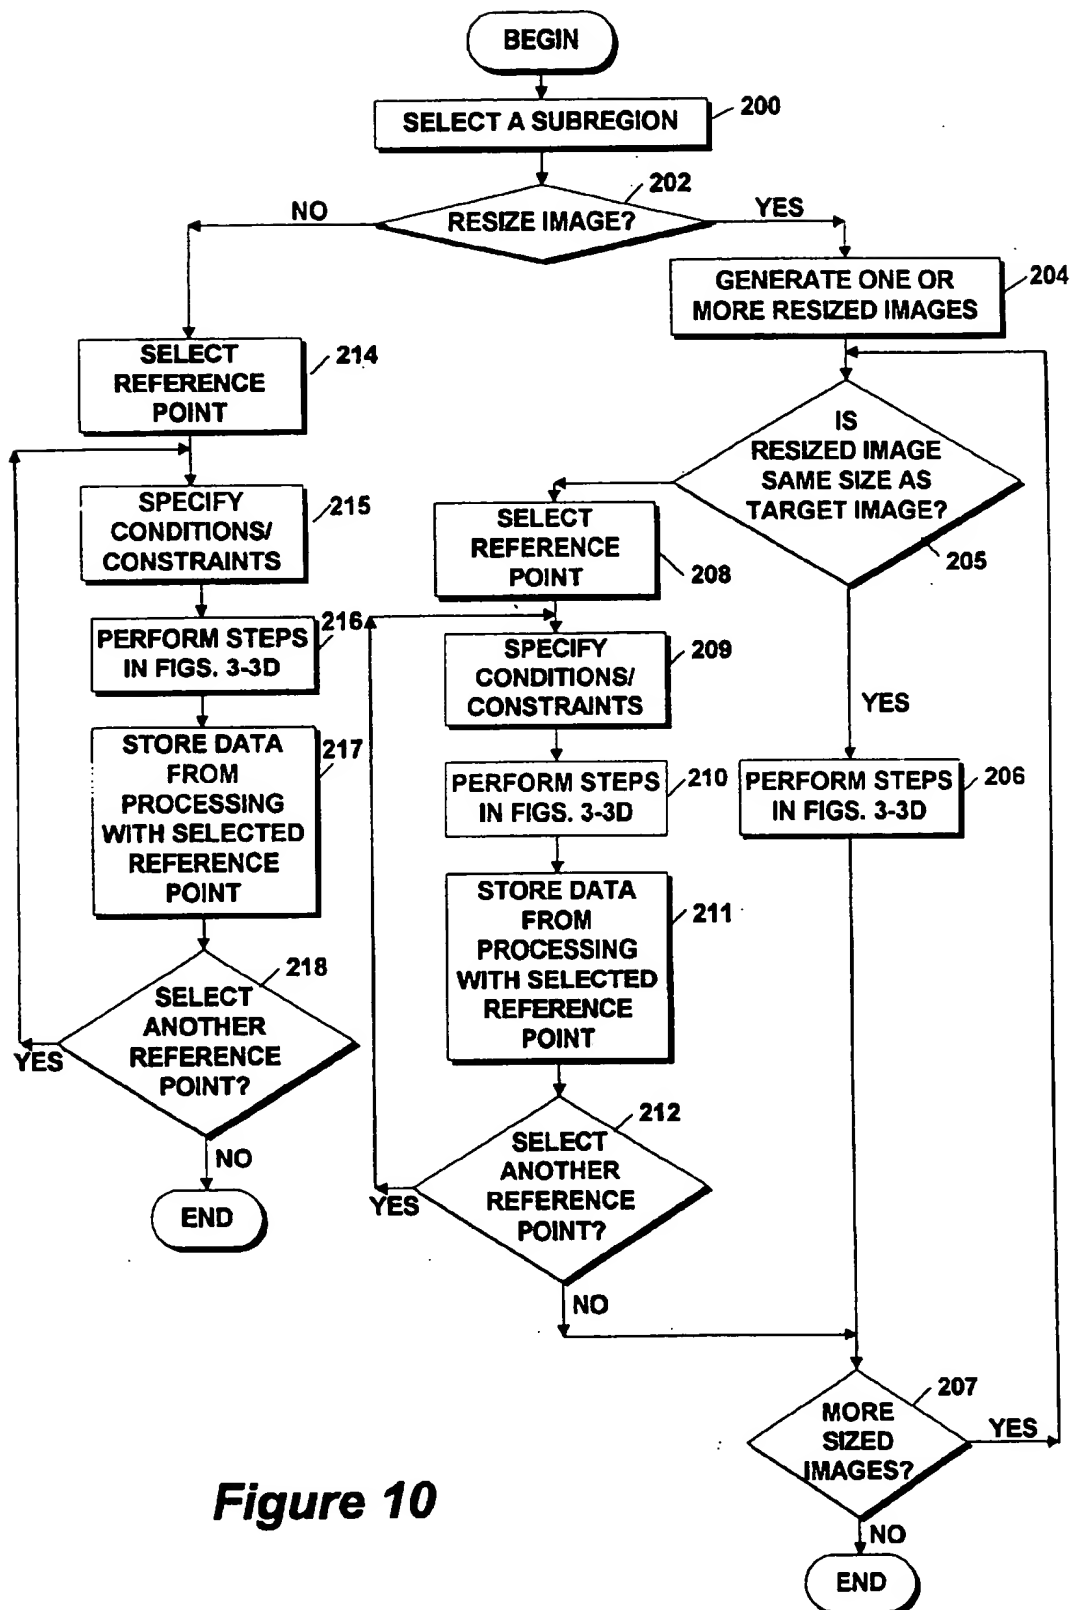 BEGIN
SELECT A SUBREGION
200
RESIZE IMAGE?
202
NO
YES
GENERATE ONE OR
MORE RESIZED IMAGES
204
SELECT
REFERENCE
POINT
214
IS
RESIZED IMAGE
SAME SIZE AS
TARGET IMAGE?
205
SPECIFY
CONDITIONS/
CONSTRAINTS
215
SELECT
REFERENCE
POINT
208
PERFORM STEPS
IN FIGS. 3-3D
216
SPECIFY
CONDITIONS/
CONSTRAINTS
209
YES
STORE DATA
FROM
PROCESSING
WITH SELECTED
REFERENCE
POINT
217
PERFORM STEPS
IN FIGS. 3-3D
210
PERFORM STEPS
IN FIGS. 3-3D
206
STORE DATA
FROM
PROCESSING
WITH SELECTED
REFERENCE
POINT
211
SELECT
ANOTHER
REFERENCE
POINT?
218
YES
NO
END
SELECT
ANOTHER
REFERENCE
POINT?
212
YES
NO
MORE
SIZED
IMAGES?
207
YES
NO
END
Figure 10